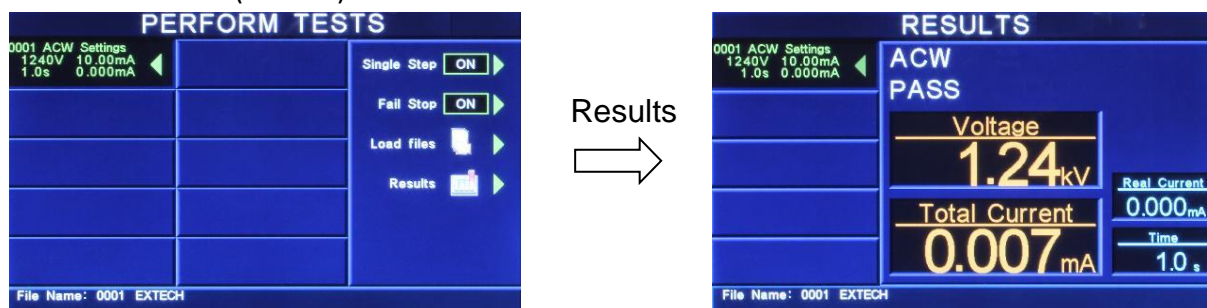 PERFORM TESTS
0001 ACW Settings
1240V 10.00mA
1.0s 0.000mA
Single Step ON
Fail Stop ON
Load files
Results
File Name: 0001 EXTECH
Results
RESULTS
0001 ACW Settings
1240V 10.00mA
1.0s 0.000mA
ACW
PASS
Voltage
1.24kV
Total Current
0.007mA
Real Current
0.000mA
Time
1.0 s
File Name: 0001 EXTECH